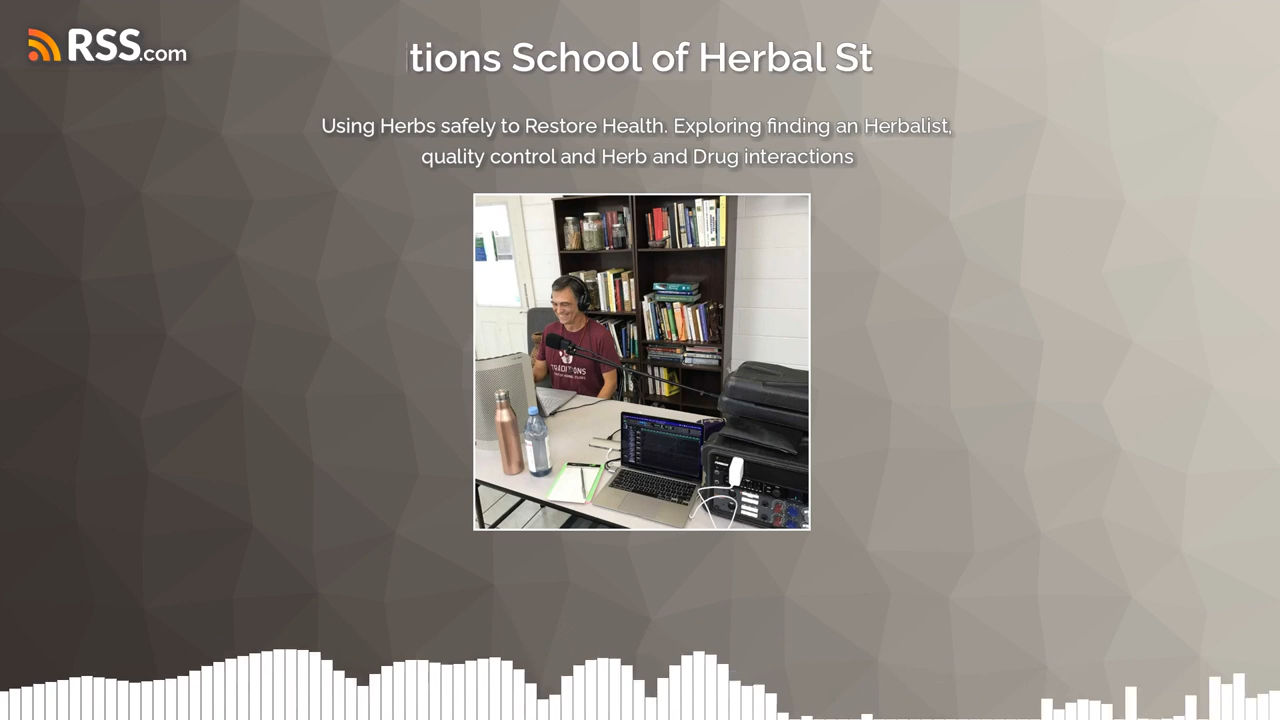 RSS.com
tions School of Herbal St
Using Herbs safely to Restore Health. Exploring finding an Herbalist,
quality control and Herb and Drug interactions
TRADITIONS